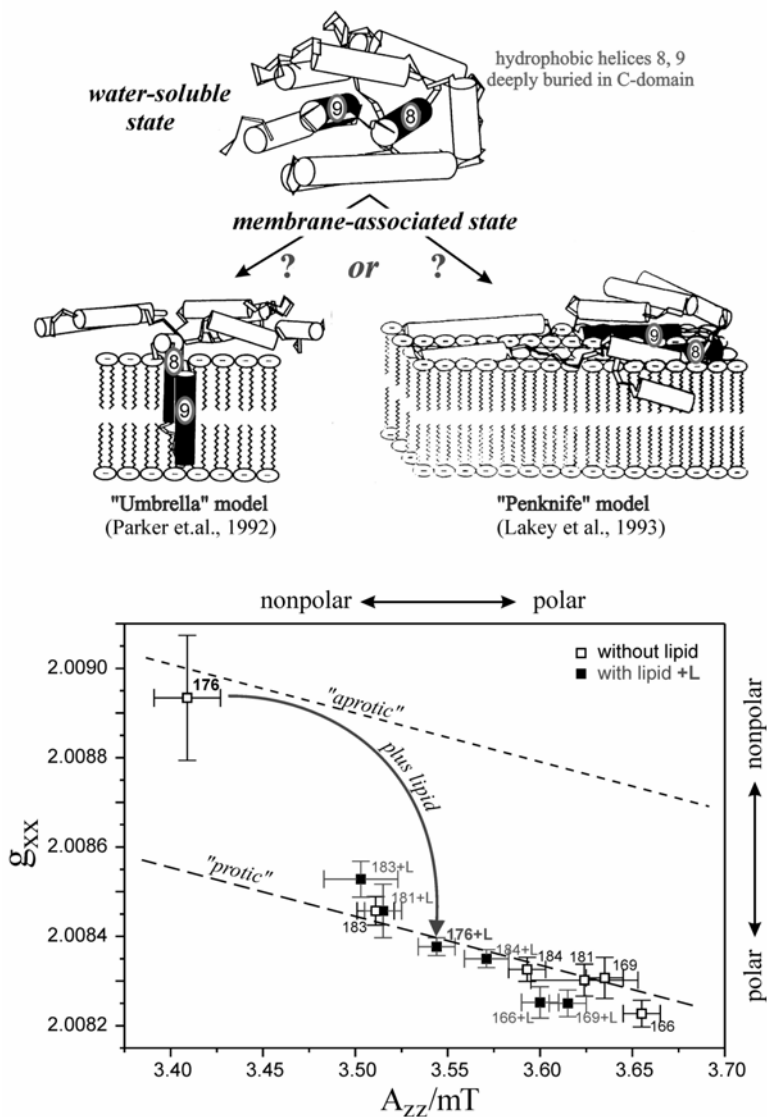 hydrophobic helices 8, 9
deeply buried in C-domain
water-soluble
state
9
8
membrane-associated state
? or ?
8
9
9
8
"Umbrella" model
(Parker et.al., 1992)
"Penknife" model
(Lakey et al., 1993)
nonpolar
polar
without lipid
with lipid +L
2.0090
2.0088
2.0086
2.0084
2.0082
gxx
176
"aprotic"
plus lipid
"protic"
183+L
181+L
183
176+L
184+L
184
181
169
166+L
169+L
166
nonpolar
polar
3.40
3.45
3.50
3.55
3.60
3.65
3.70
Azz/mT